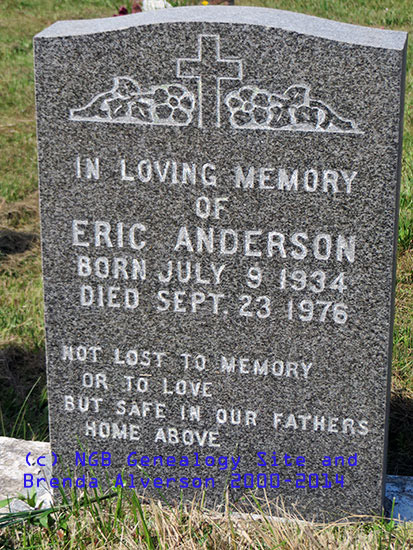 IN LOVING MEMORY
OF
ERIC ANDERSON
BORN JULY 9 1934
DIED SEPT. 23 1976
NOT LOST TO MEMORY
OR TO LOVE
BUT SAFE IN OUR FATHERS
HOME ABOVE
(c) NGB Genealogy Site and
Brenda Alverson 2000-2014